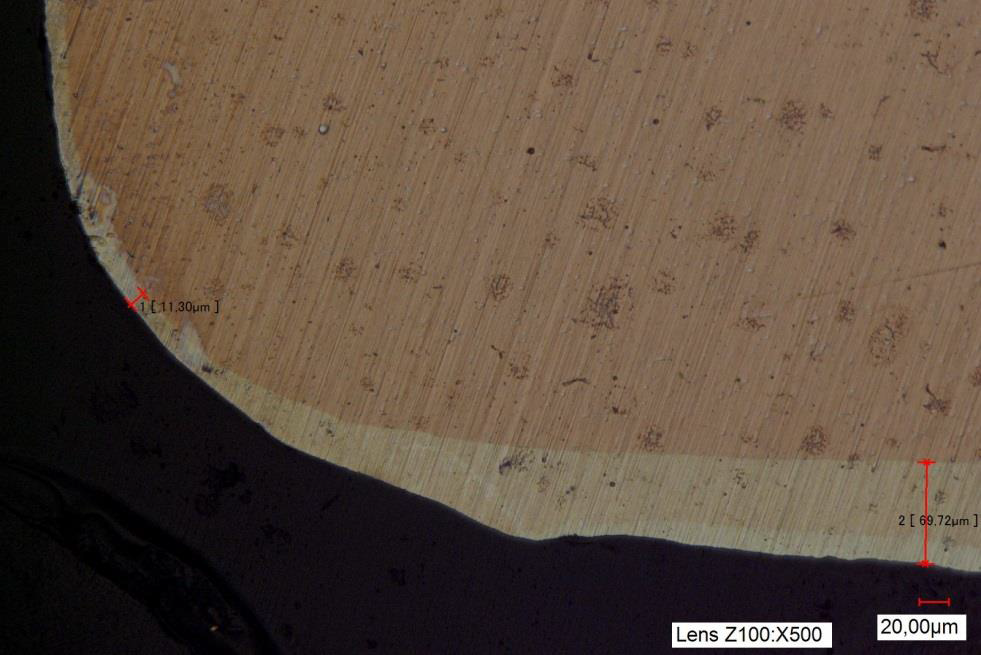 1 [ 11,30µm ]
2 [ 69,72µm ]
20,00µm
Lens Z100:X500